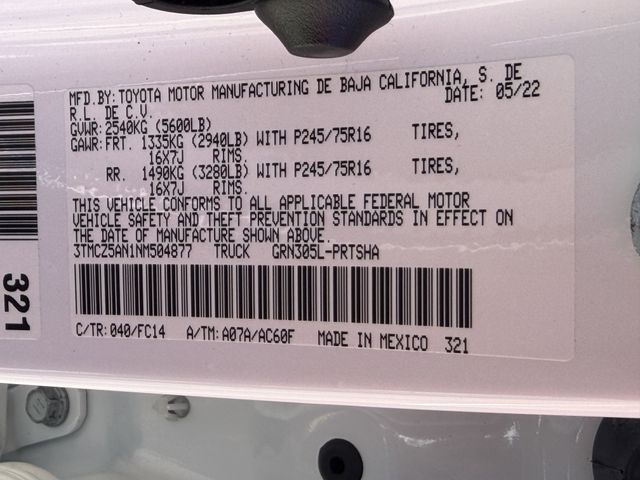 MFD.BY:TOYOTA MOTOR MANUFACTURING DE BAJA CALIFORNIA, S. DE
R.L. DE C.V. DATE: 05/22
GVWR:2540KG (5600LB)
GAWR:FRT. 1335KG (2940LB) WITH P245/75R16 TIRES,
16X7J RIMS.
RR. 1490KG (3280LB) WITH P245/75R16 TIRES,
16X7J RIMS.
THIS VEHICLE CONFORMS TO ALL APPLICABLE FEDERAL MOTOR
VEHICLE SAFETY AND THEFT PREVENTION STANDARDS IN EFFECT ON
THE DATE OF MANUFACTURE SHOWN ABOVE.
3TMCZ5AN1NM504877 TRUCK GRN305L-PRTSHA
C/TR:040/FC14 A/TM:A07A/AC60F MADE IN MEXICO 321
321